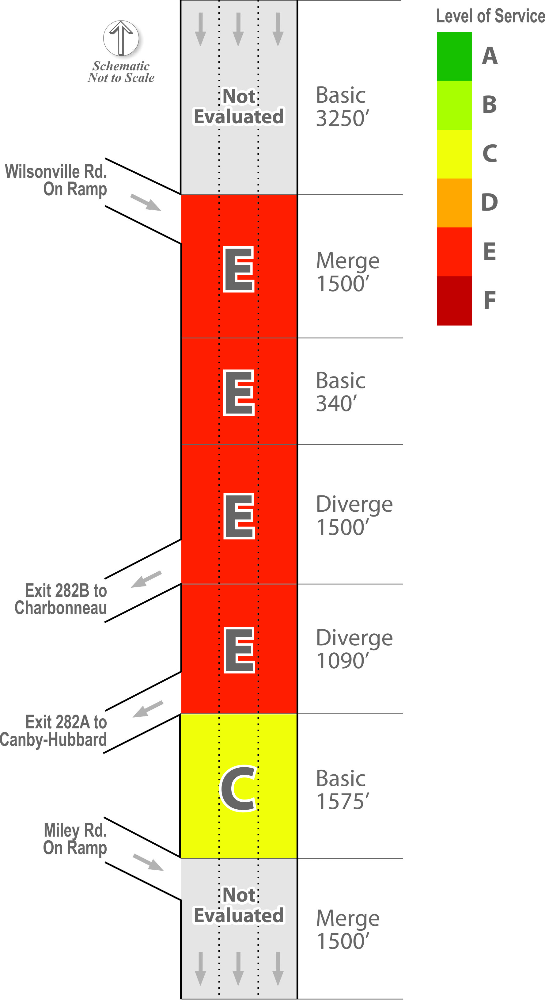 Schematic
Not to Scale
Level of Service
A
B
C
D
E
F
Not
Evaluated
Basic
3250’
Wilsonville Rd.
On Ramp
E
Merge
1500’
E
Basic
340’
E
Diverge
1500’
Exit 282B to
Charbonneau
E
Diverge
1090’
Exit 282A to
Canby-Hubbard
C
Basic
1575’
Miley Rd.
On Ramp
Not
Evaluated
Merge
1500’